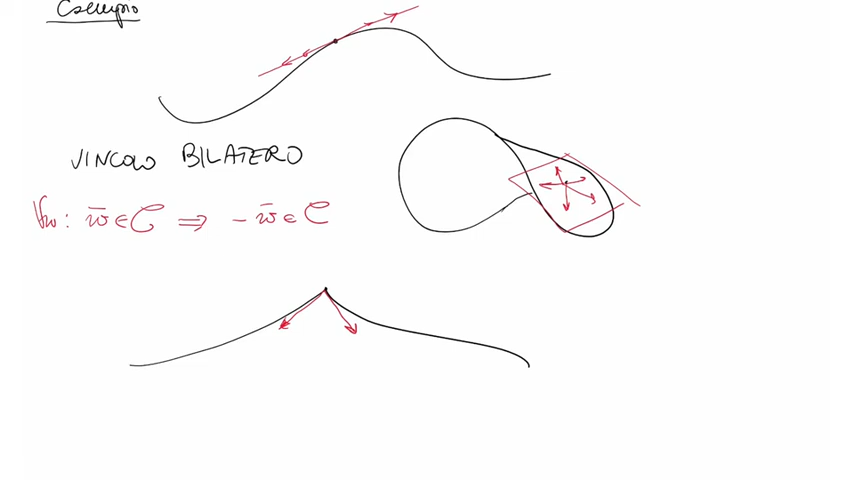 Esempio
VINCOLO BILATERO
∀w̄ : w̄ ∈ C ⇒ - w̄ ∈ C